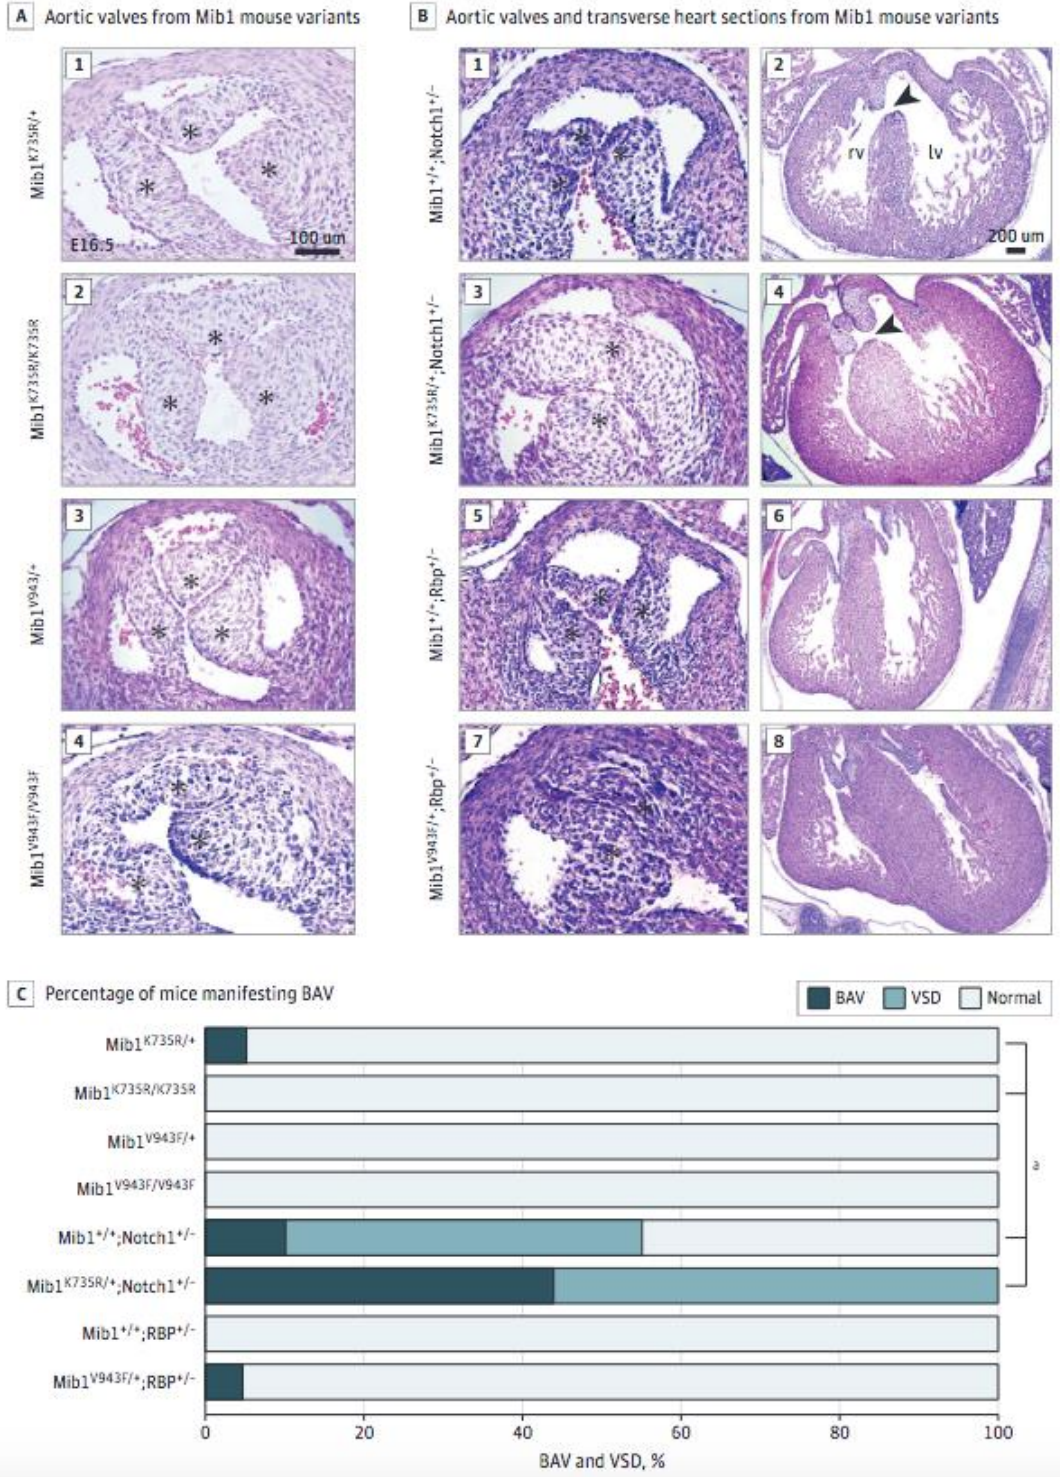 A Aortic valves from Mib1 mouse variants
B Aortic valves and transverse heart sections from Mib1 mouse variants
Mib1K735R/+
1
*
*
*
E16.5
100 um
Mib1K735R/K735R
2
*
*
*
Mib1V943/+
3
*
*
*
Mib1V943F/V943F
4
*
*
*
Mib1+/+;Notch1+/-
1
*
*
*
2
rv
lv
200 um
Mib1K735R/+;Notch1+/-
3
*
*
4
Mib1+/+;Rbp+/-
5
*
*
*
6
Mib1V943F/+;Rbp+/-
7
*
*
8
C Percentage of mice manifesting BAV
BAV VSD Normal
Mib1K735R/+
Mib1K735R/K735R
Mib1V943F/+
Mib1V943F/V943F
Mib1+/+;Notch1+/-
Mib1K735R/+;Notch1+/-
Mib1+/+;RBP+/-
Mib1V943F/+;RBP+/-
a
0 20 40 60 80 100
BAV and VSD, %